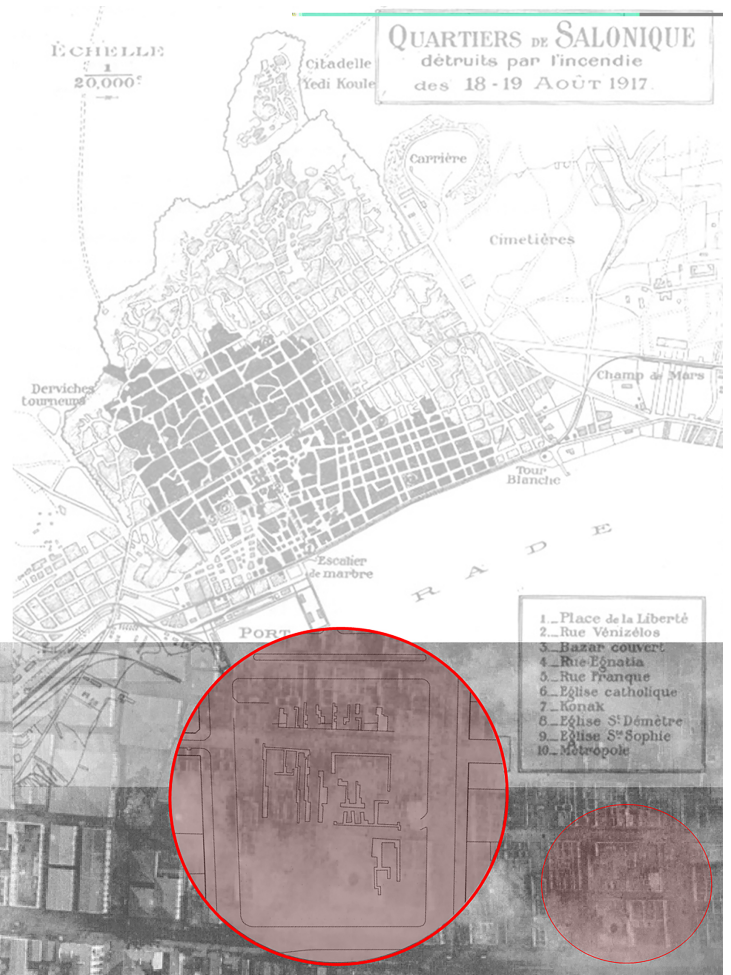 ÉCHELLE
1
20,000e
QUARTIERS DE SALONIQUE
détruits par l'incendie
des 18-19 AOÛT 1917.
Citadelle
Yedi Koule
Carrière
Cimetières
Derviches
tourneurs
Champ de Mars
Tour
Blanche
Escalier
de marbre
RADE
PORT
1._Place de la Liberté
2._Rue Vénizélos
3._Bazar couvert
4._Rue Egnatia
5._Rue Franque
6._Eglise catholique
7._Konak
8._Eglise St Démètre
9._Eglise Ste Sophie
10._Métropole